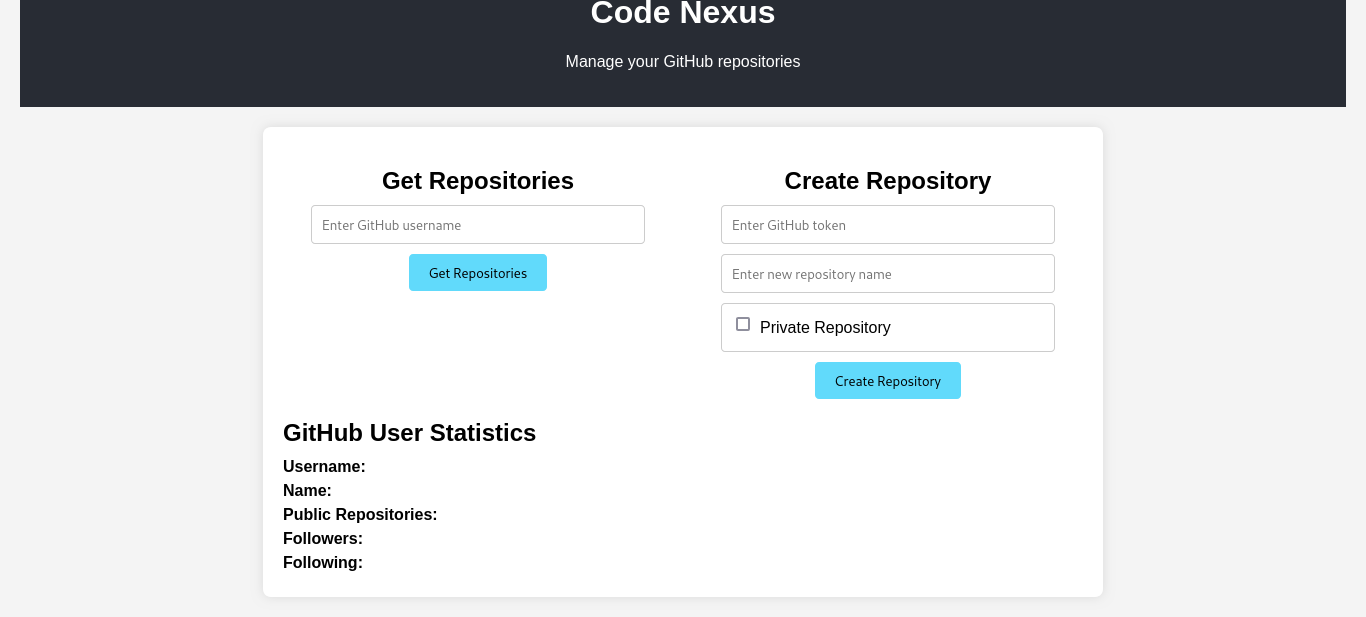 Code Nexus
Manage your GitHub repositories
Get Repositories
Enter GitHub username
Get Repositories
Create Repository
Enter GitHub token
Enter new repository name
Private Repository
Create Repository
GitHub User Statistics
Username:
Name:
Public Repositories:
Followers:
Following: